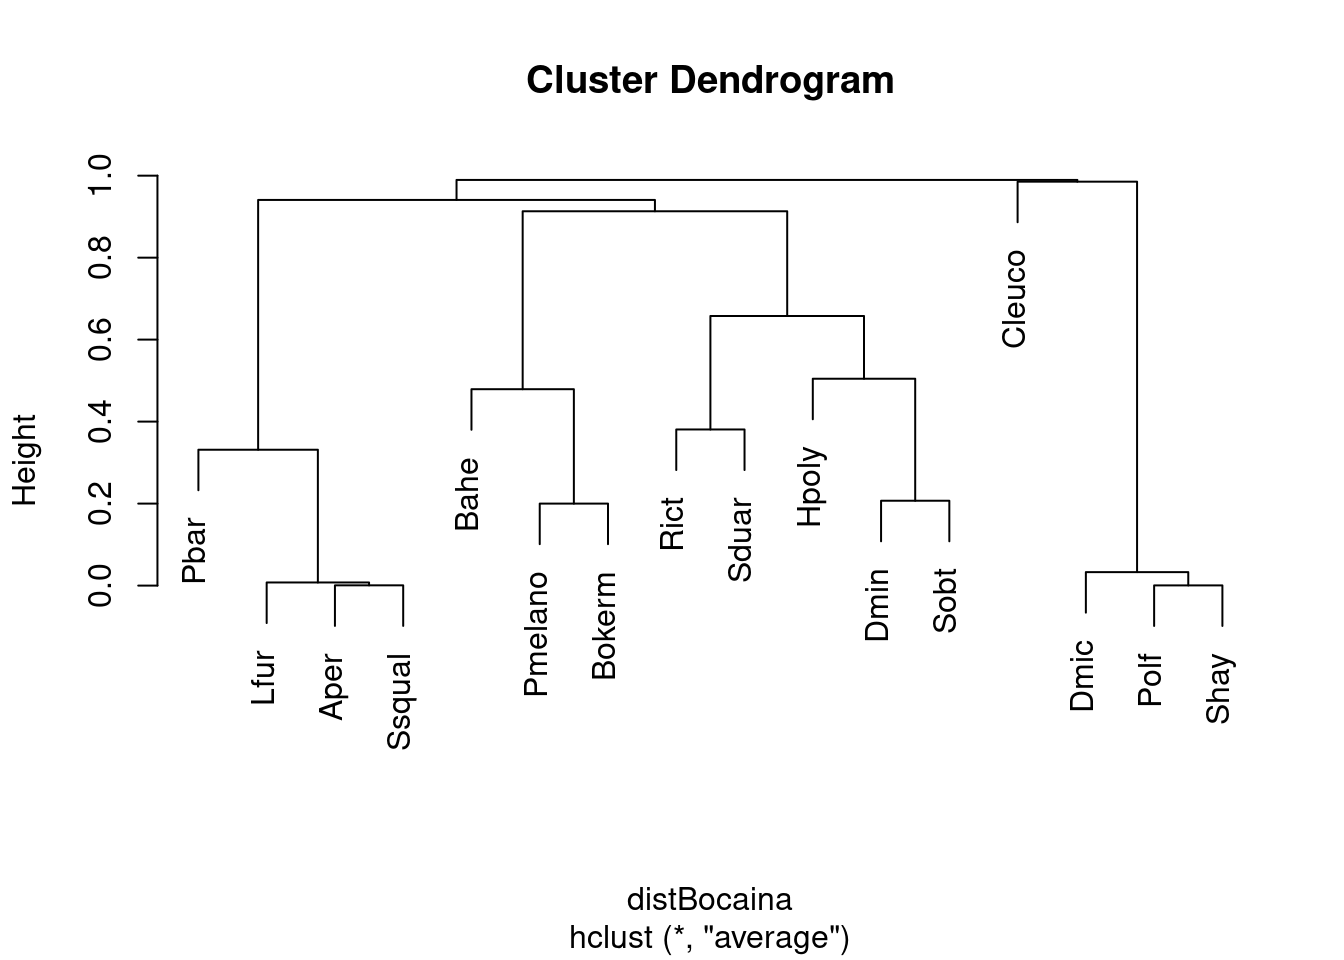 Cluster Dendrogram
Height
1.0
0.8
0.6
0.4
0.2
0.0
Pbar
Lfur
Aper
Ssqual
Bahe
Pmelano
Bokerm
Rict
Sduar
Hpoly
Dmin
Sobt
Cleuco
Dmic
Polf
Shay
distBocaina
hclust (*, "average")